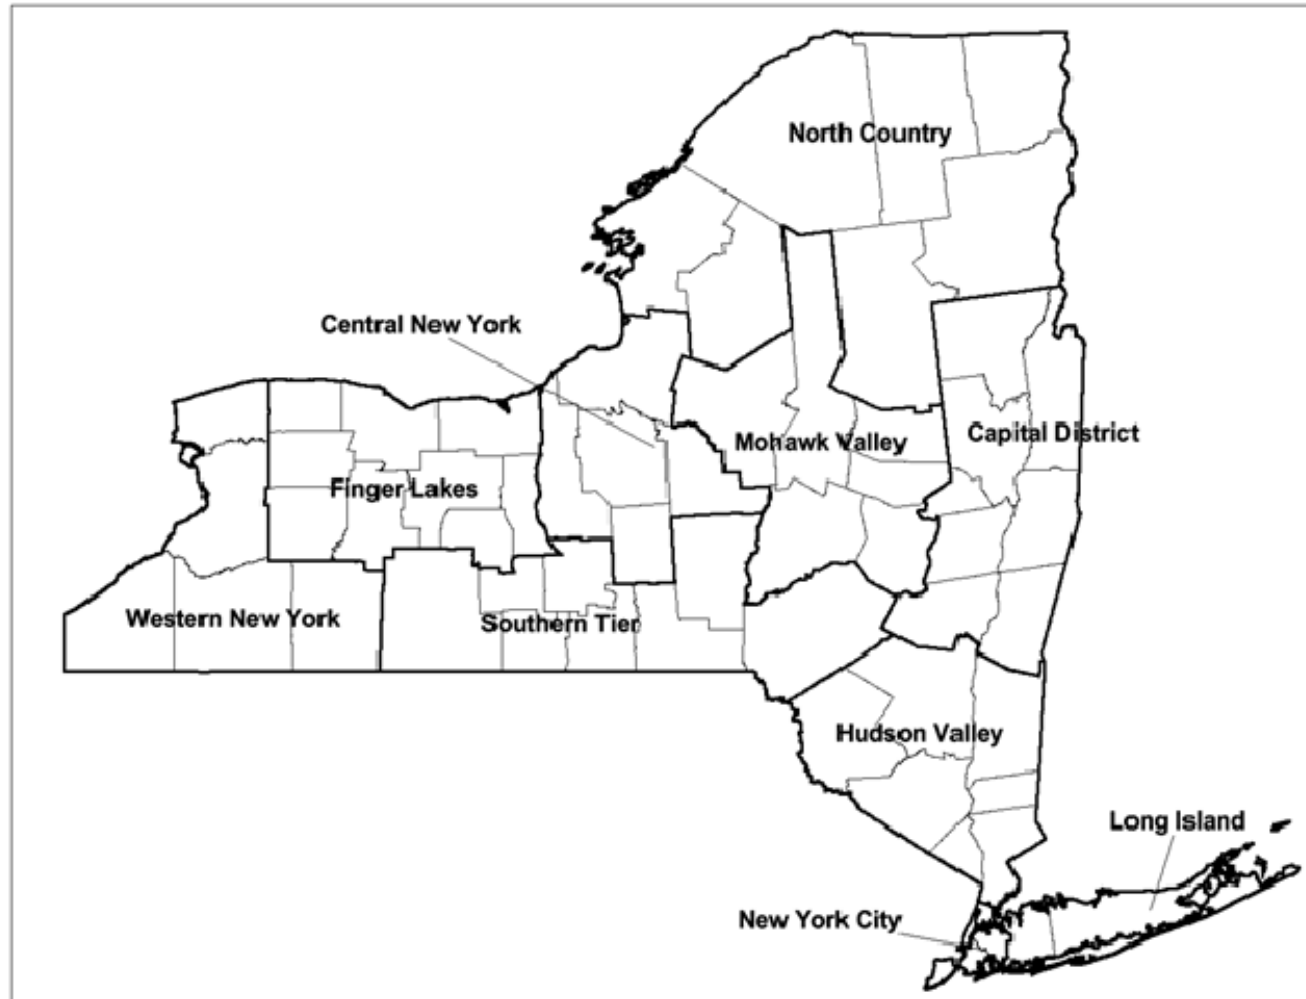 North Country
Central New York
Mohawk Valley
Capital District
Finger Lakes
Western New York
Southern Tier
Hudson Valley
Long Island
New York City